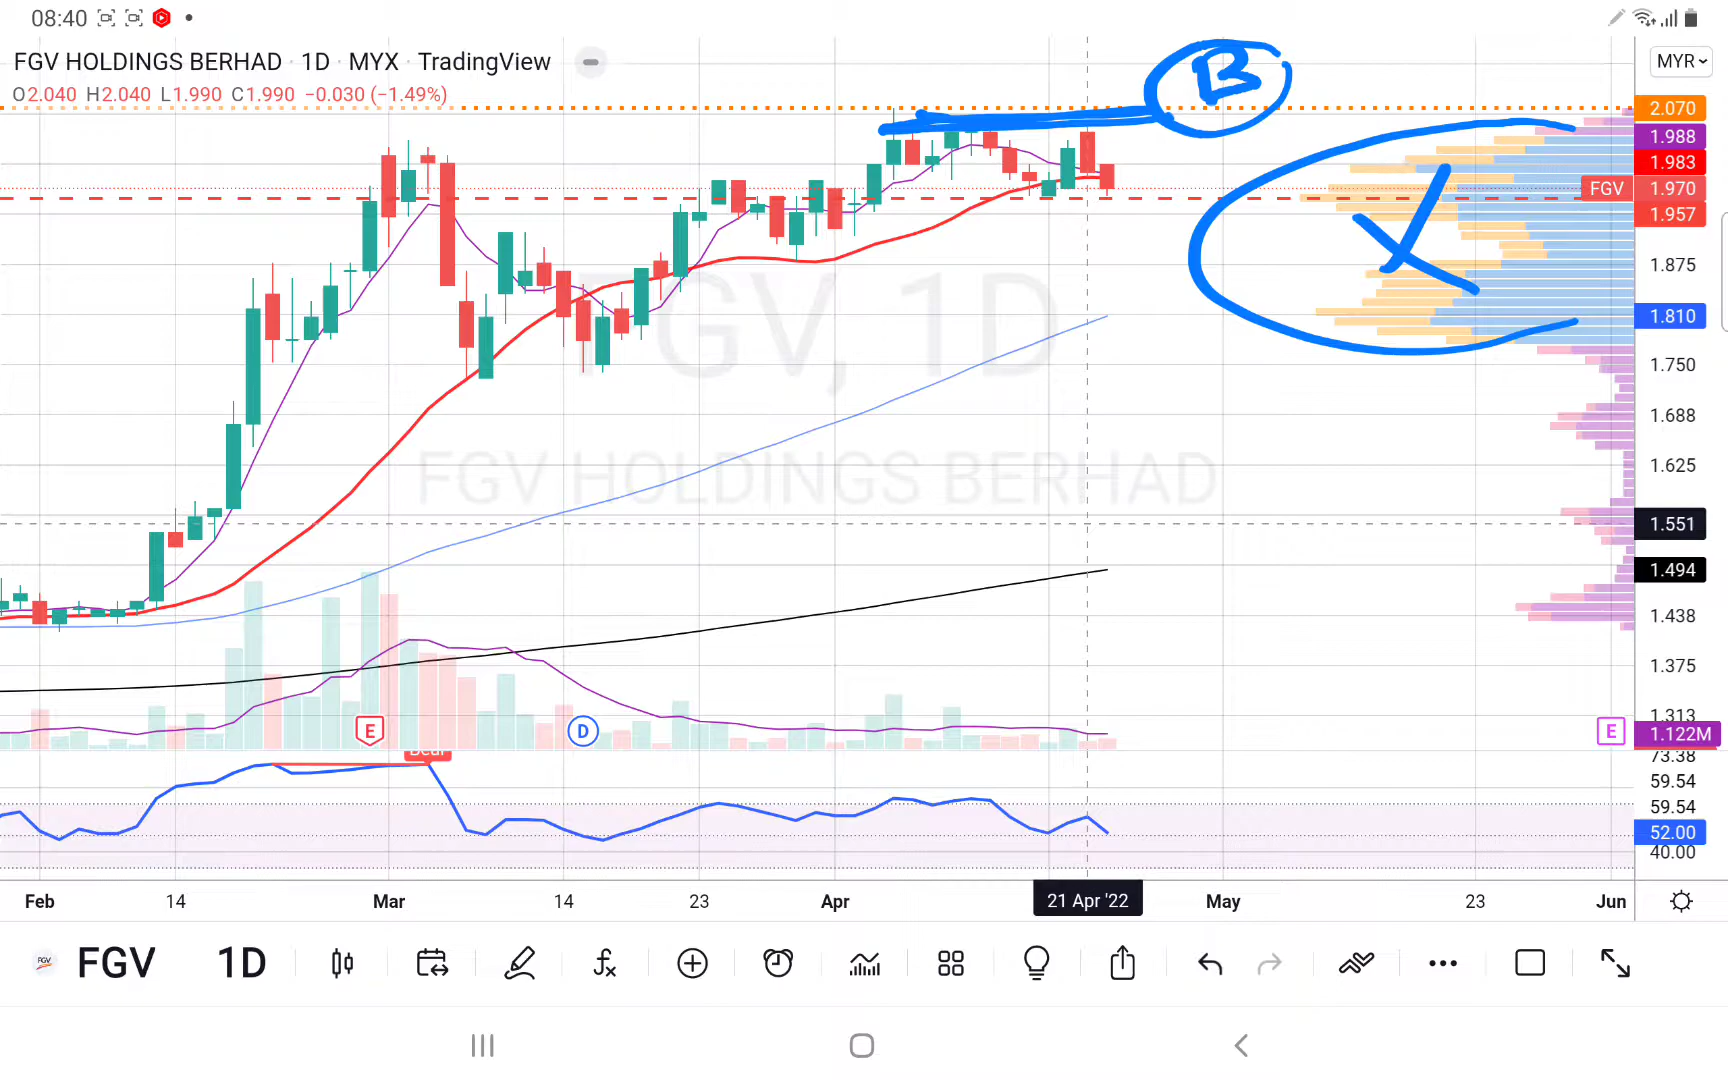 08:40
FGV HOLDINGS BERHAD · 1D · MYX · TradingView
O2.040 H2.040 L1.990 C1.990 −0.030 (−1.49%)
B
MYR
2.070
1.988
1.983
FGV 1.970
1.957
1.875
1.810
1.750
1.688
1.625
1.551
1.494
1.438
1.375
1.313
1.122M
73.38
59.54
59.54
52.00
40.00
FGV, 1D
FGV HOLDINGS BERHAD
X
E
D
E
Bear
Feb 14 Mar 14 23 Apr 21 Apr '22 May 23 Jun
FGV FGV 1D